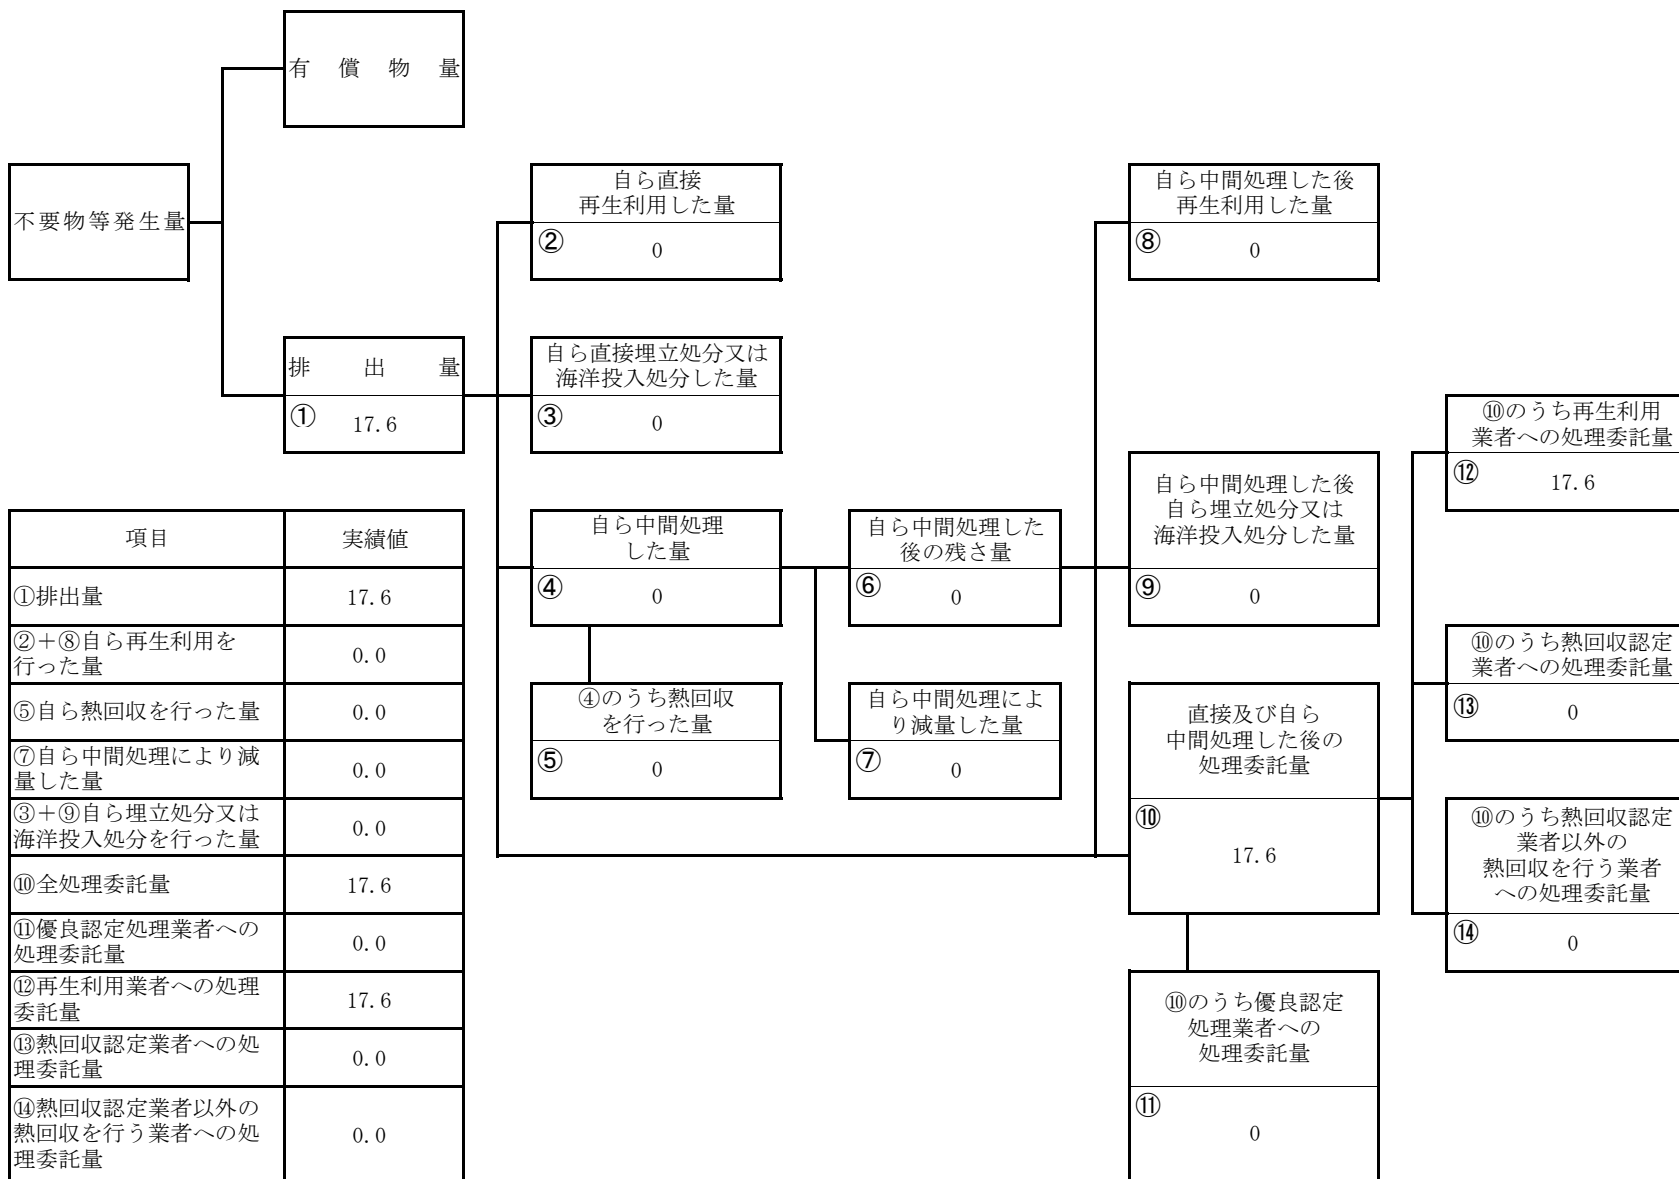 有償物量
不要物等発生量
排出量
① 17.6
自ら直接
再生利用した量
② 0
自ら直接埋立処分又は
海洋投入処分した量
③ 0
自ら中間処理
した量
④ 0
④のうち熱回収
を行った量
⑤ 0
自ら中間処理した
後の残さ量
⑥ 0
自ら中間処理によ
り減量した量
⑦ 0
自ら中間処理した後
再生利用した量
⑧ 0
自ら中間処理した後
自ら埋立処分又は
海洋投入処分した量
⑨ 0
直接及び自ら
中間処理した後の
処理委託量
⑩
17.6
⑩のうち優良認定
処理業者への
処理委託量
⑪
0
⑩のうち再生利用
業者への処理委託量
⑫ 17.6
⑩のうち熱回収認定
業者への処理委託量
⑬ 0
⑩のうち熱回収認定
業者以外の
熱回収を行う業者
への処理委託量
⑭ 0
項目 実績値
①排出量 17.6
②+⑧自ら再生利用を
行った量 0.0
⑤自ら熱回収を行った量 0.0
⑦自ら中間処理により減
量した量 0.0
③+⑨自ら埋立処分又は
海洋投入処分を行った量 0.0
⑩全処理委託量 17.6
⑪優良認定処理業者への
処理委託量 0.0
⑫再生利用業者への処理
委託量 17.6
⑬熱回収認定業者への処
理委託量 0.0
⑭熱回収認定業者以外の
熱回収を行う業者への処
理委託量 0.0